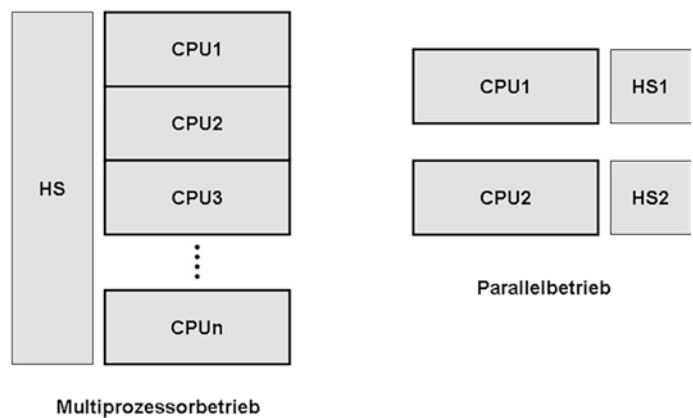 HS
CPU1
CPU2
CPU3
CPUn
Multiprozessorbetrieb
CPU1
HS1
CPU2
HS2
Parallelbetrieb